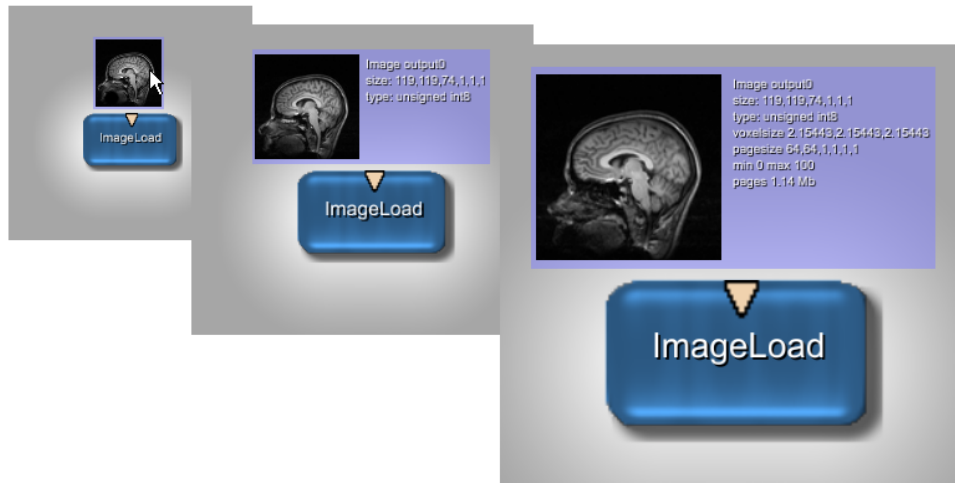 ImageLoad
Image output0
size: 119,119,74,1,1,1
type: unsigned int8
ImageLoad
Image output0
size: 119,119,74,1,1,1
type: unsigned int8
voxelsize 2.15443,2.15443,2.15443
pagesize 64,64,1,1,1,1
min 0 max 100
pages 1.14 Mb
ImageLoad